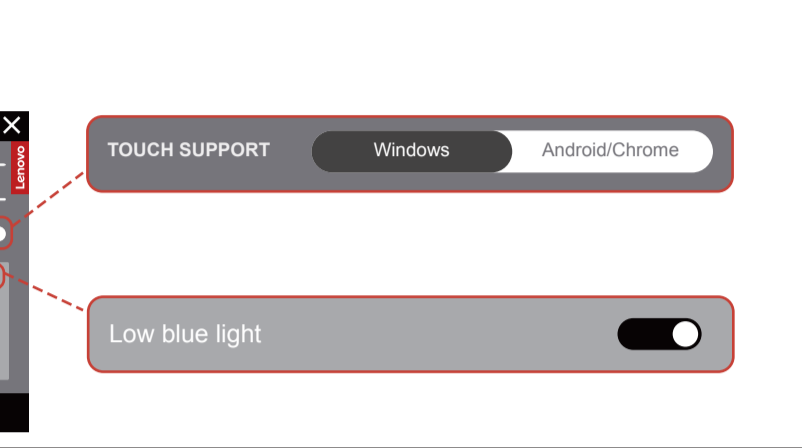 Lenovo
TOUCH SUPPORT
Windows
Android/Chrome
Low blue light